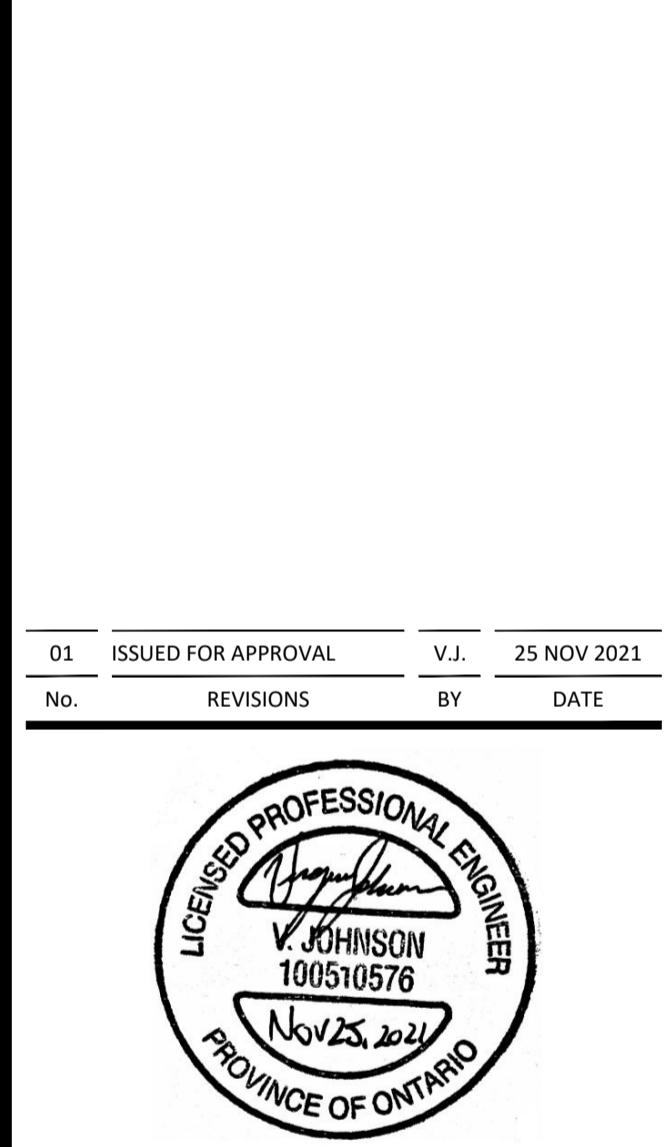 01 ISSUED FOR APPROVAL V.J. 25 NOV 2021
No. REVISIONS BY DATE
LICENSED PROFESSIONAL ENGINEER
V. JOHNSON
100510576
Nov 25, 2021
PROVINCE OF ONTARIO